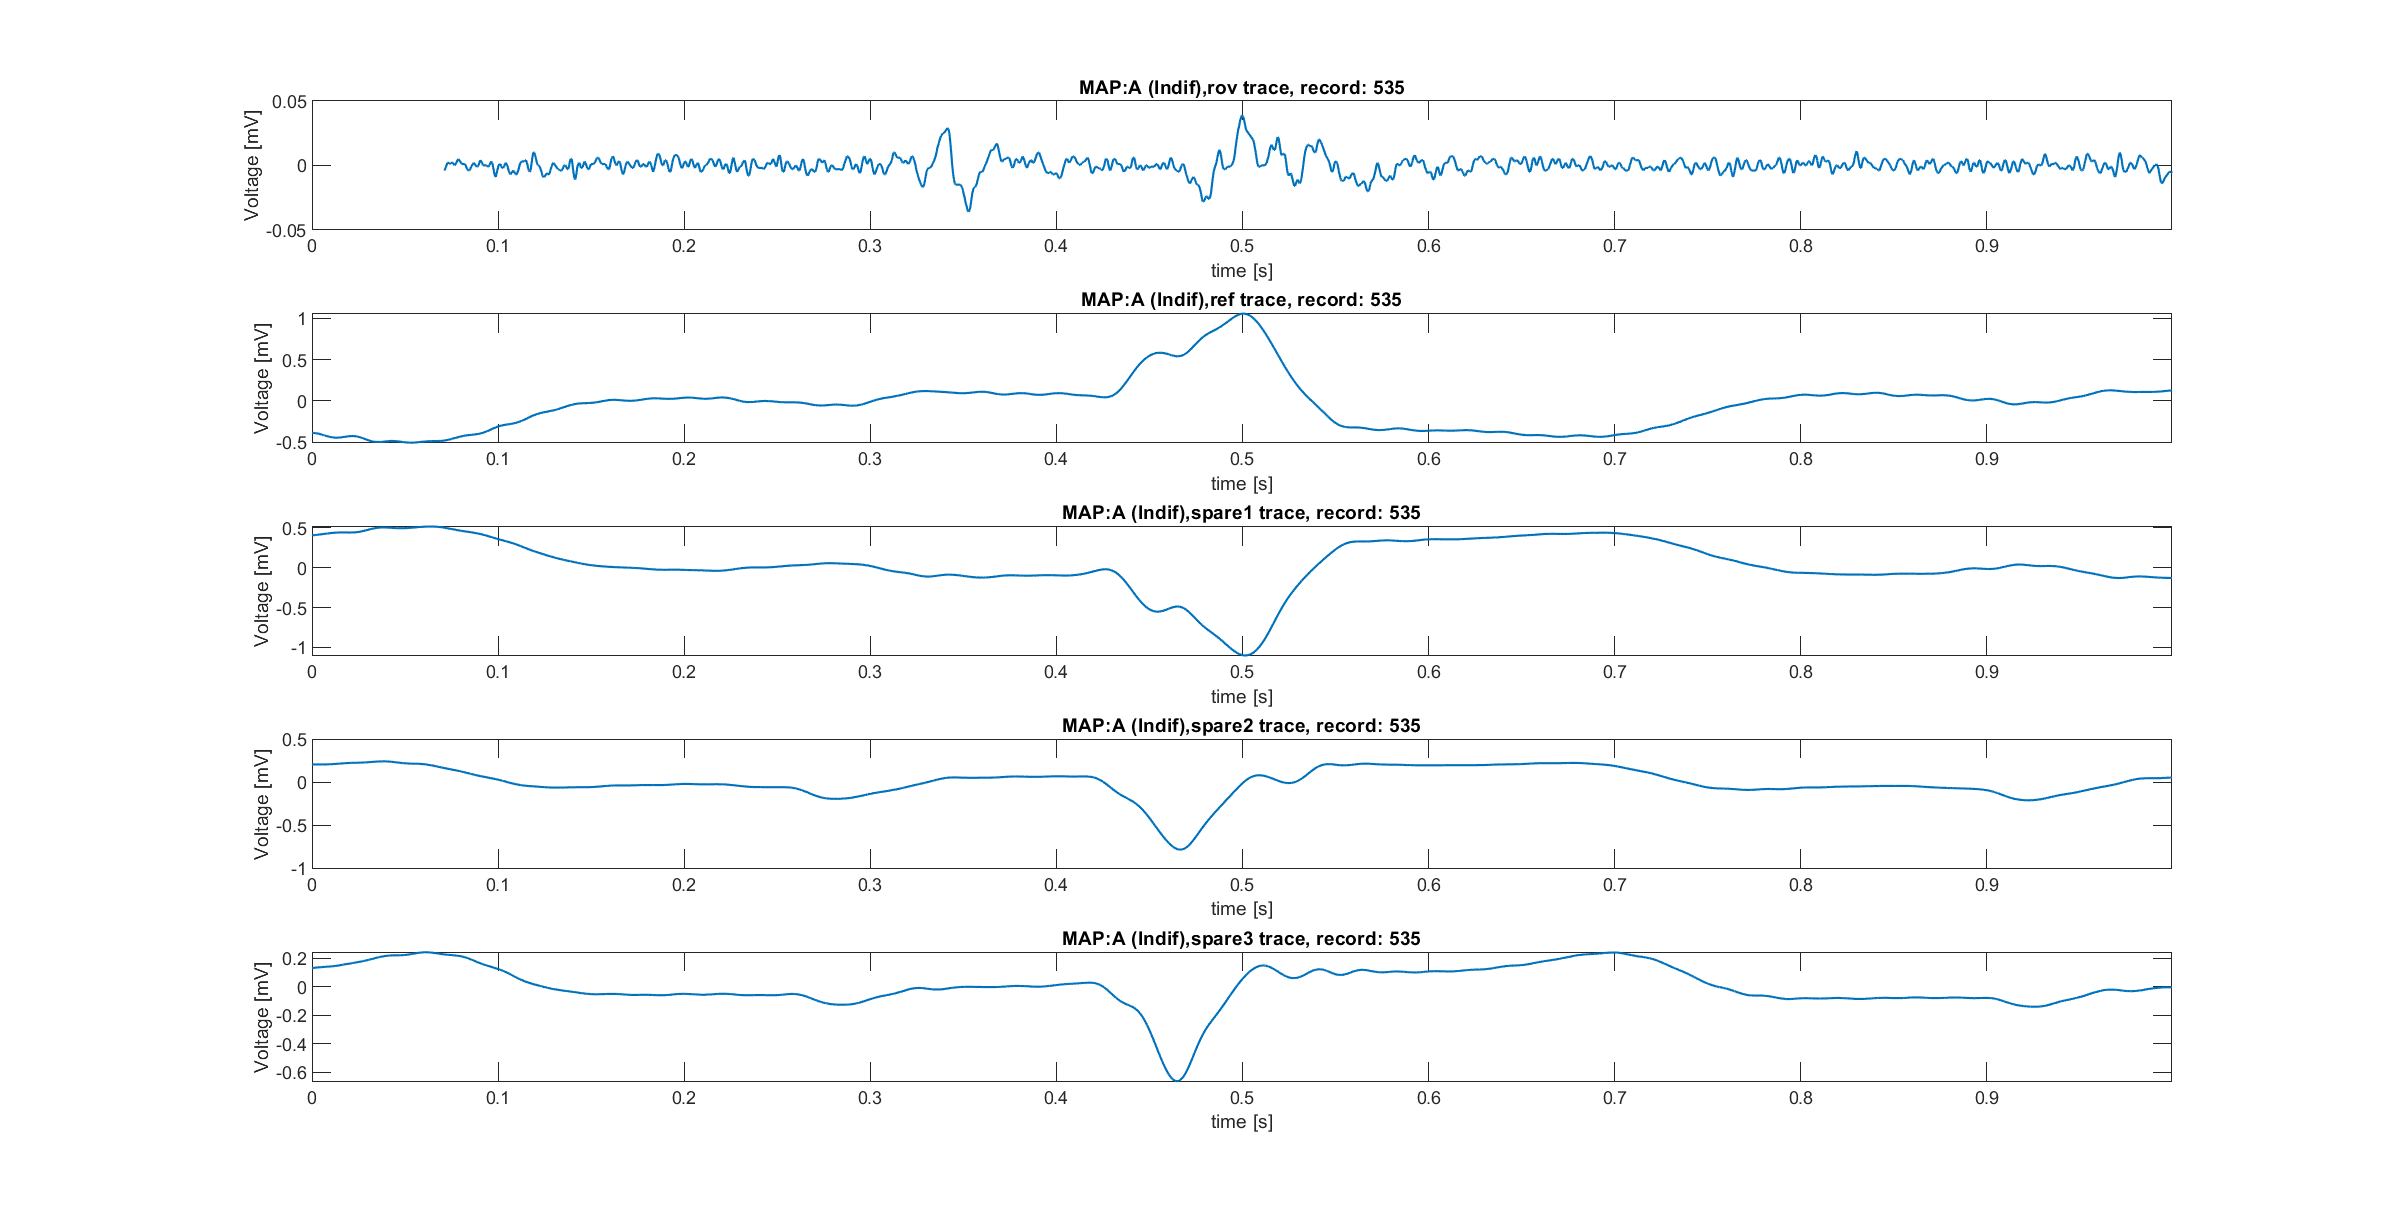 MAP:A (Indif),rov trace, record: 535
Voltage [mV]
0.05
0
-0.05
0 0.1 0.2 0.3 0.4 0.5 0.6 0.7 0.8 0.9
time [s]
MAP:A (Indif),ref trace, record: 535
Voltage [mV]
1
0.5
0
-0.5
0 0.1 0.2 0.3 0.4 0.5 0.6 0.7 0.8 0.9
time [s]
MAP:A (Indif),spare1 trace, record: 535
Voltage [mV]
0.5
0
-0.5
-1
0 0.1 0.2 0.3 0.4 0.5 0.6 0.7 0.8 0.9
time [s]
MAP:A (Indif),spare2 trace, record: 535
Voltage [mV]
0.5
0
-0.5
-1
0 0.1 0.2 0.3 0.4 0.5 0.6 0.7 0.8 0.9
time [s]
MAP:A (Indif),spare3 trace, record: 535
Voltage [mV]
0.2
0
-0.2
-0.4
-0.6
0 0.1 0.2 0.3 0.4 0.5 0.6 0.7 0.8 0.9
time [s]